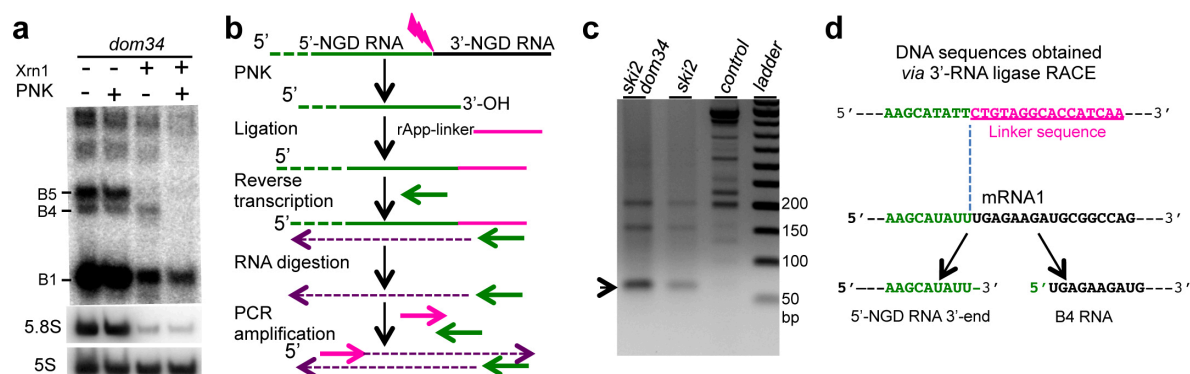 a
dom34
Xrn1 - - + +
PNK - + - +
B5
B4
B1
5.8S
5S
b
5’ 5’-NGD RNA 3’-NGD RNA
PNK
3’-OH
Ligation
rApp-linker
5’
Reverse
transcription
5’
RNA digestion
PCR
amplification
5’
c
ski2 dom34
ski2
control
ladder
200
150
100
50
bp
d
DNA sequences obtained
via 3’-RNA ligase RACE
5’---AAGCATATTCTGTAGGCACCATCAA---3’
Linker sequence
mRNA1
5’---AAGCAUAUUUGAGAAGAUGCGGCCAG---3’
5’---AAGCAUAUU-3’ 5’UGAGAAGAUG---3’
5’-NGD RNA 3’-end B4 RNA